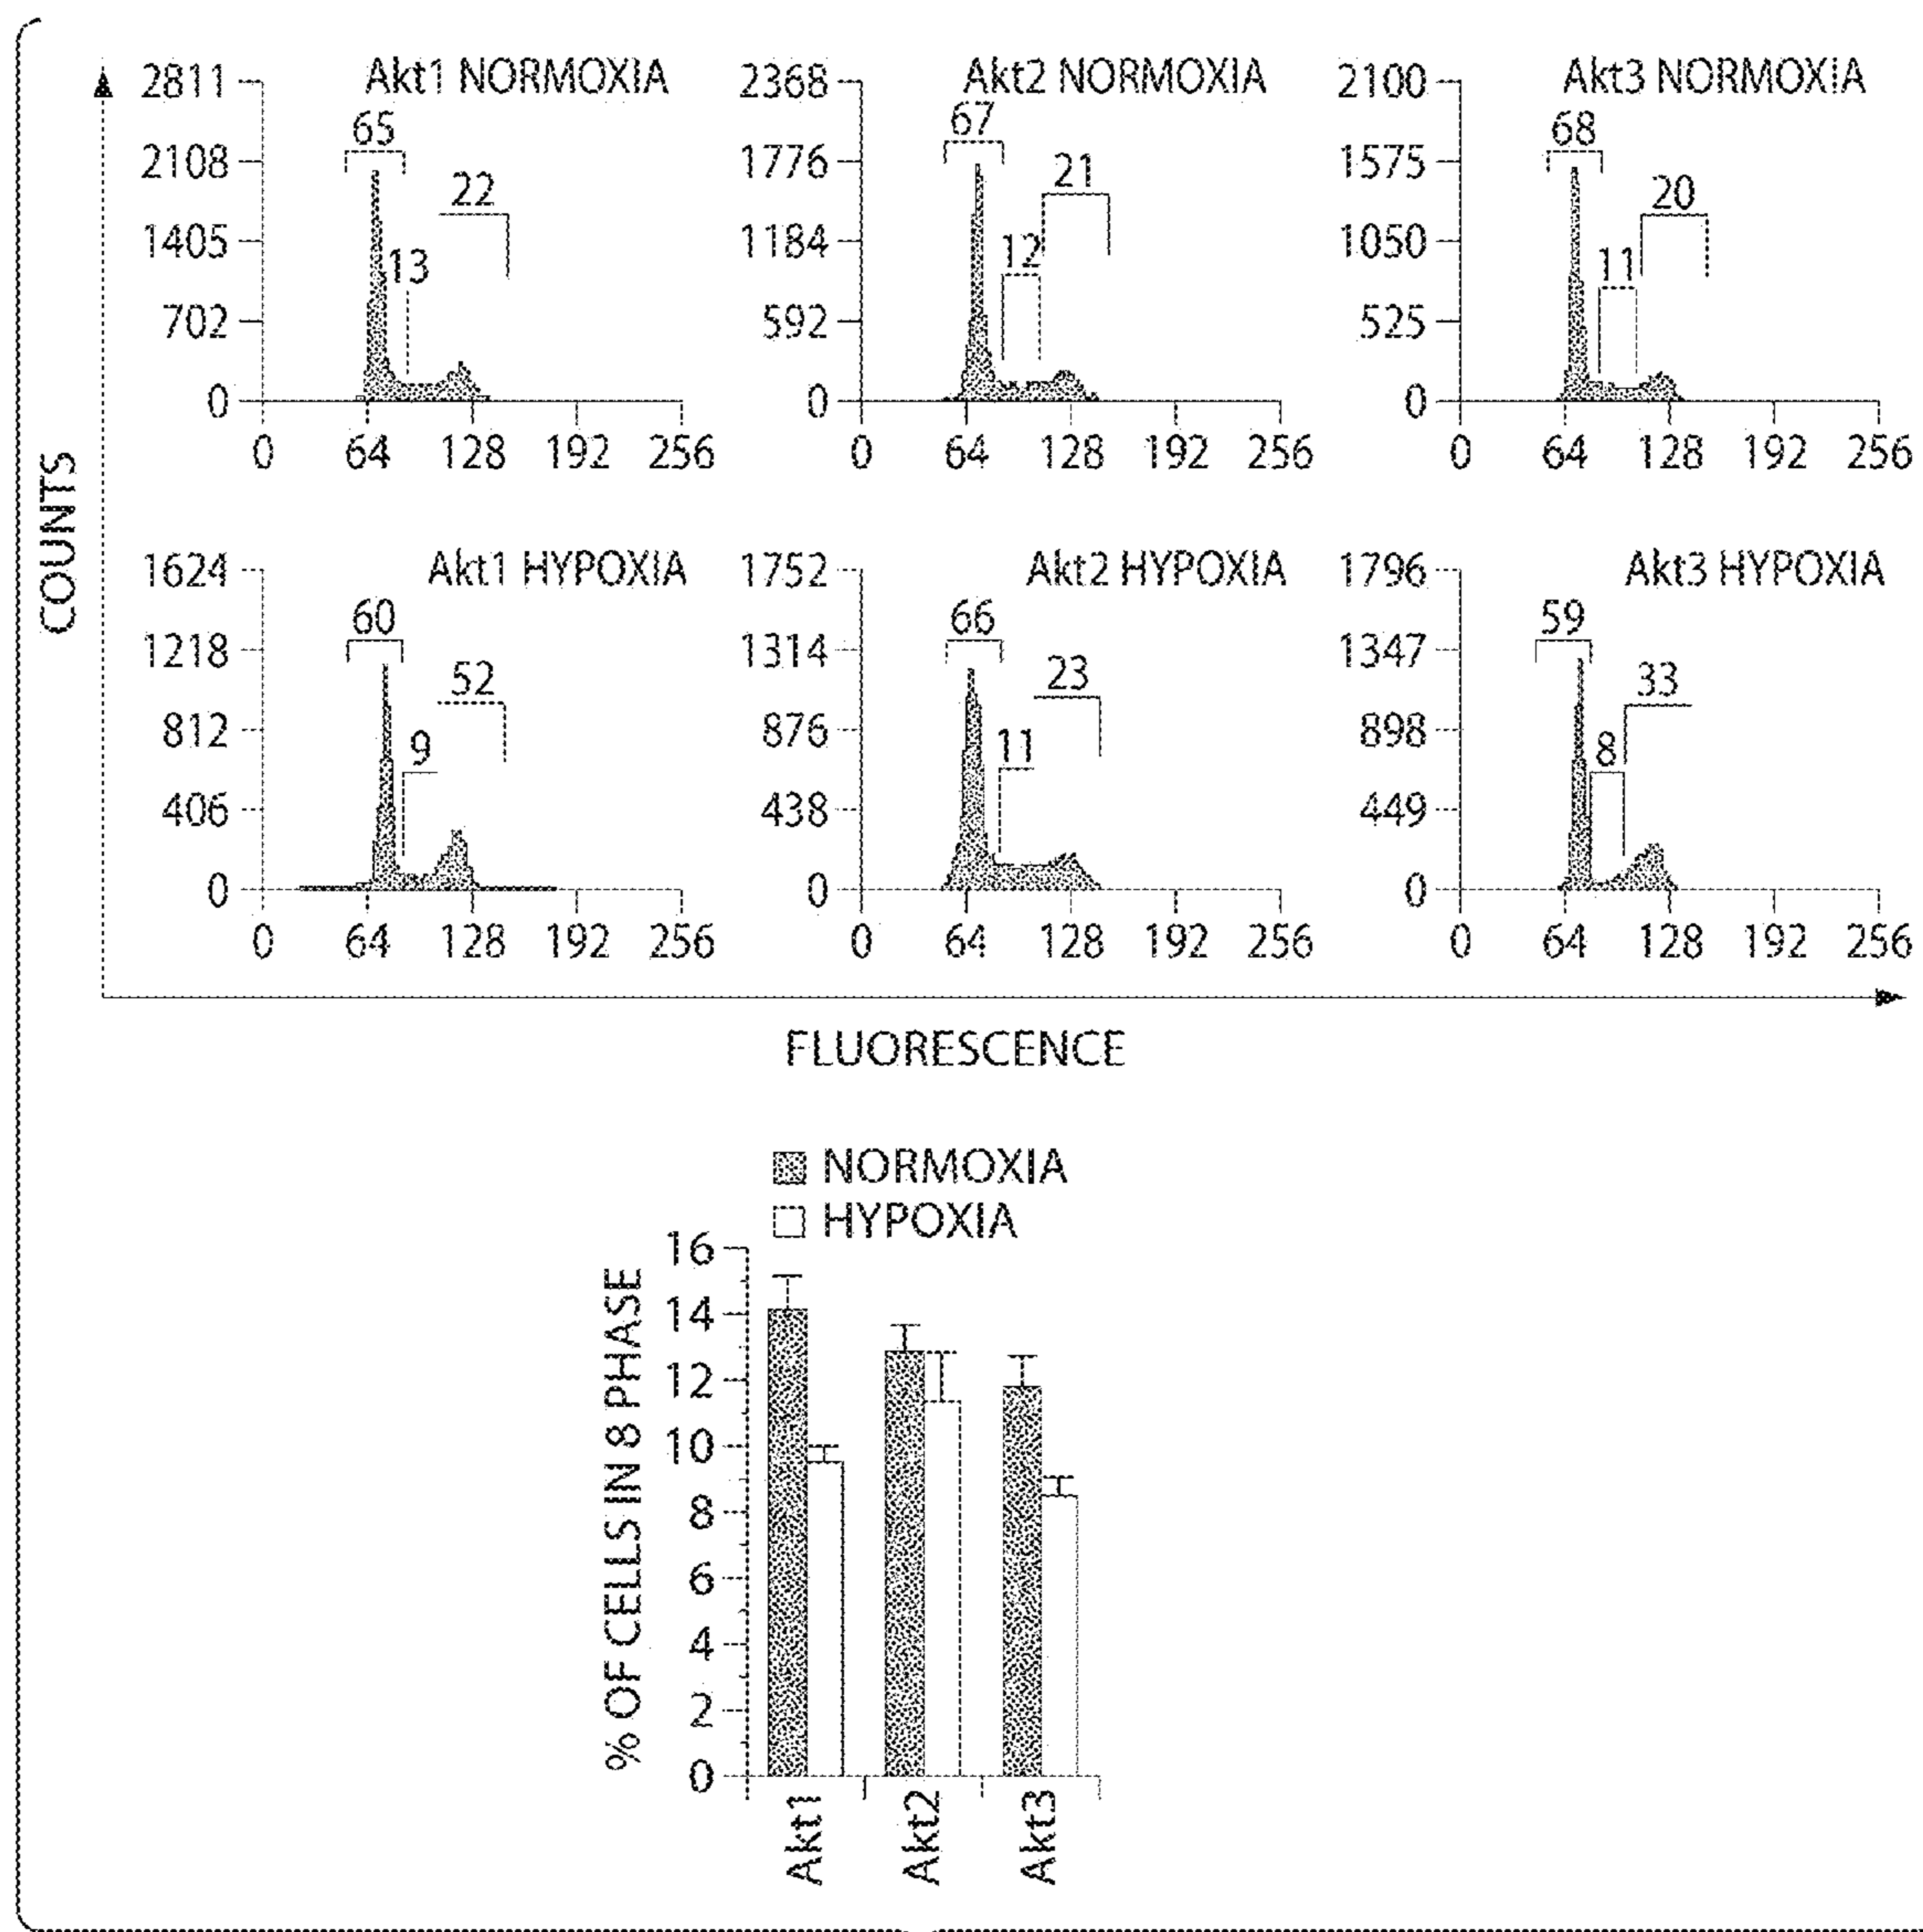 COUNTS
Akt1 NORMOXIA
2811
2108
1405
702
0
65
13
22
0 64 128 192 256
Akt2 NORMOXIA
2368
1776
1184
592
0
67
12
21
0 64 128 192 256
Akt3 NORMOXIA
2100
1575
1050
525
0
68
11
20
0 64 128 192 256
Akt1 HYPOXIA
1624
1218
812
406
0
60
9
52
0 64 128 192 256
Akt2 HYPOXIA
1752
1314
876
438
0
66
11
23
0 64 128 192 256
Akt3 HYPOXIA
1796
1347
898
449
0
59
8
33
0 64 128 192 256
FLUORESCENCE
NORMOXIA
HYPOXIA
% OF CELLS IN 8 PHASE
16
14
12
10
8
6
4
2
0
Akt1
Akt2
Akt3